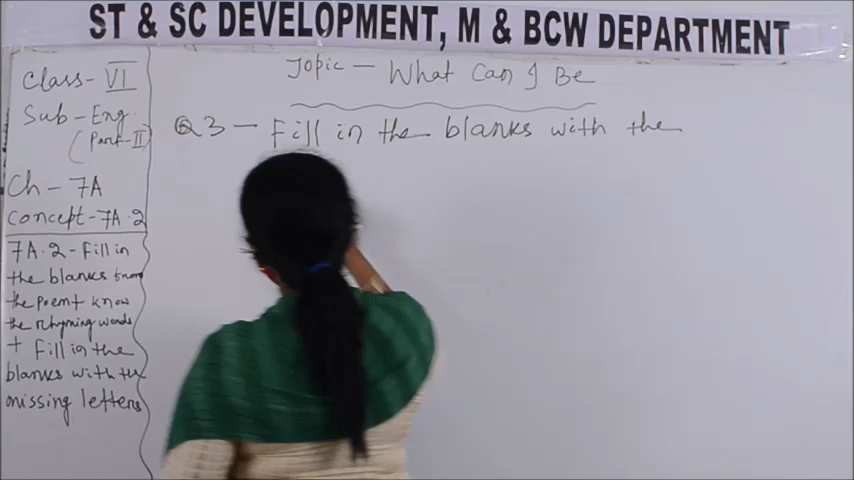 ST & SC DEVELOPMENT, M & BCW DEPARTMENT
Class - VI
Sub - Eng.
(Part-II)
Ch - 7A
Concept - 7A.2
7A.2 - Fill in
the blanks from
the poem + know
the rhyming words
+ Fill in the
blanks with the
missing letters
Topic - What Can I Be
Q3 - Fill in the blanks with the